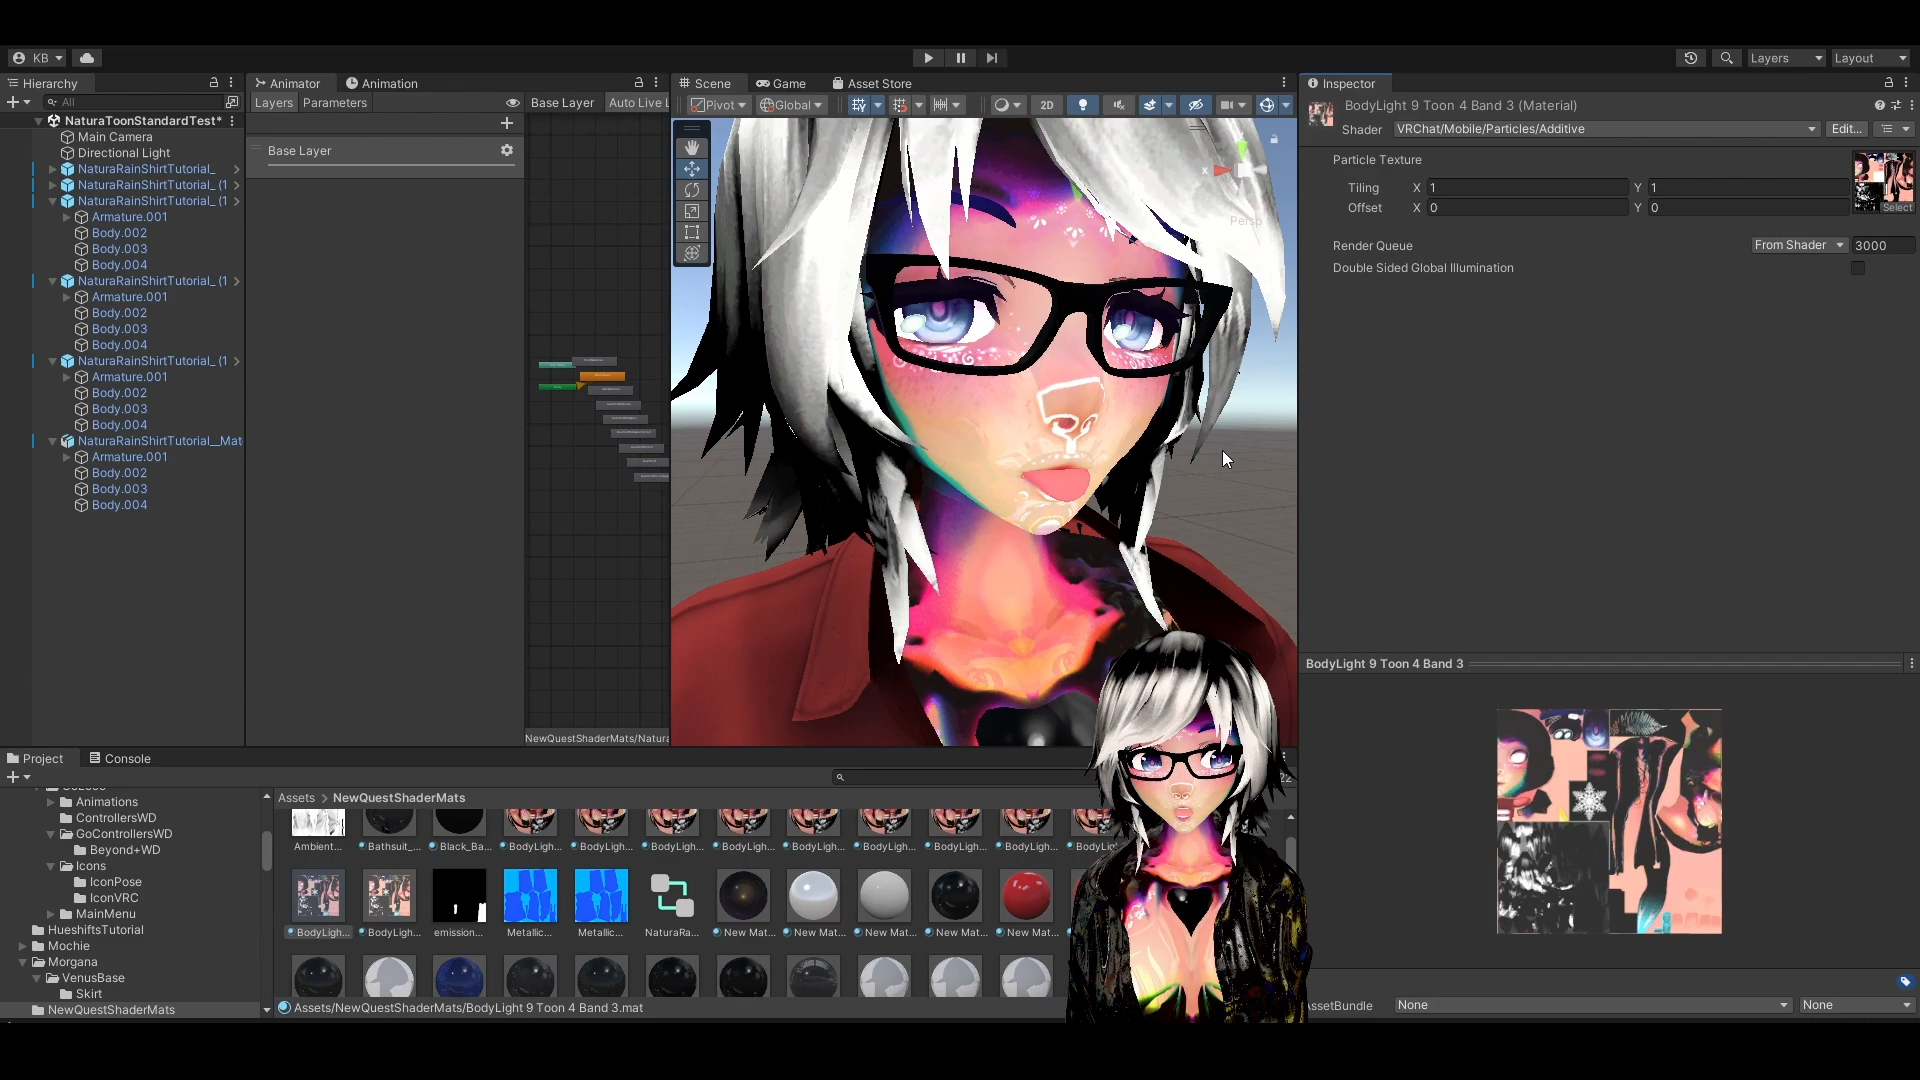 KB
Layers
Layout
Hierarchy
All
NaturaToonStandardTest*
Main Camera
Directional Light
NaturaRainShirtTutorial_
NaturaRainShirtTutorial_ (1
NaturaRainShirtTutorial_ (1
Armature.001
Body.002
Body.003
Body.004
NaturaRainShirtTutorial_ (1
Armature.001
Body.002
Body.003
Body.004
NaturaRainShirtTutorial_ (1
Armature.001
Body.002
Body.003
Body.004
NaturaRainShirtTutorial__Mat
Armature.001
Body.002
Body.003
Body.004
Animator
Animation
Layers
Parameters
Base Layer
Auto Live L
Base Layer
NewQuestShaderMats/Natura
Scene
Game
Asset Store
Pivot
Global
2D
x
Persp
Inspector
BodyLight 9 Toon 4 Band 3 (Material)
Shader
VRChat/Mobile/Particles/Additive
Edit...
Particle Texture
Tiling
X
1
Y
1
Offset
X
0
Y
0
Select
Render Queue
From Shader
3000
Double Sided Global Illumination
BodyLight 9 Toon 4 Band 3
AssetBundle
None
None
Project
Console
22
Animations
ControllersWD
GoControllersWD
Beyond+WD
Icons
IconPose
IconVRC
MainMenu
HueshiftsTutorial
Mochie
Morgana
VenusBase
Skirt
NewQuestShaderMats
Assets > NewQuestShaderMats
Ambient...
Bathsuit_...
Black_Ba...
BodyLigh...
BodyLigh...
BodyLigh...
BodyLigh...
BodyLigh...
BodyLigh...
BodyLigh...
BodyLigh...
BodyLigh
BodyLigh...
BodyLigh...
emission...
Metallic...
Metallic...
NaturaRa...
New Mat...
New Mat...
New Mat...
New Mat...
New Mat...
Assets/NewQuestShaderMats/BodyLight 9 Toon 4 Band 3.mat